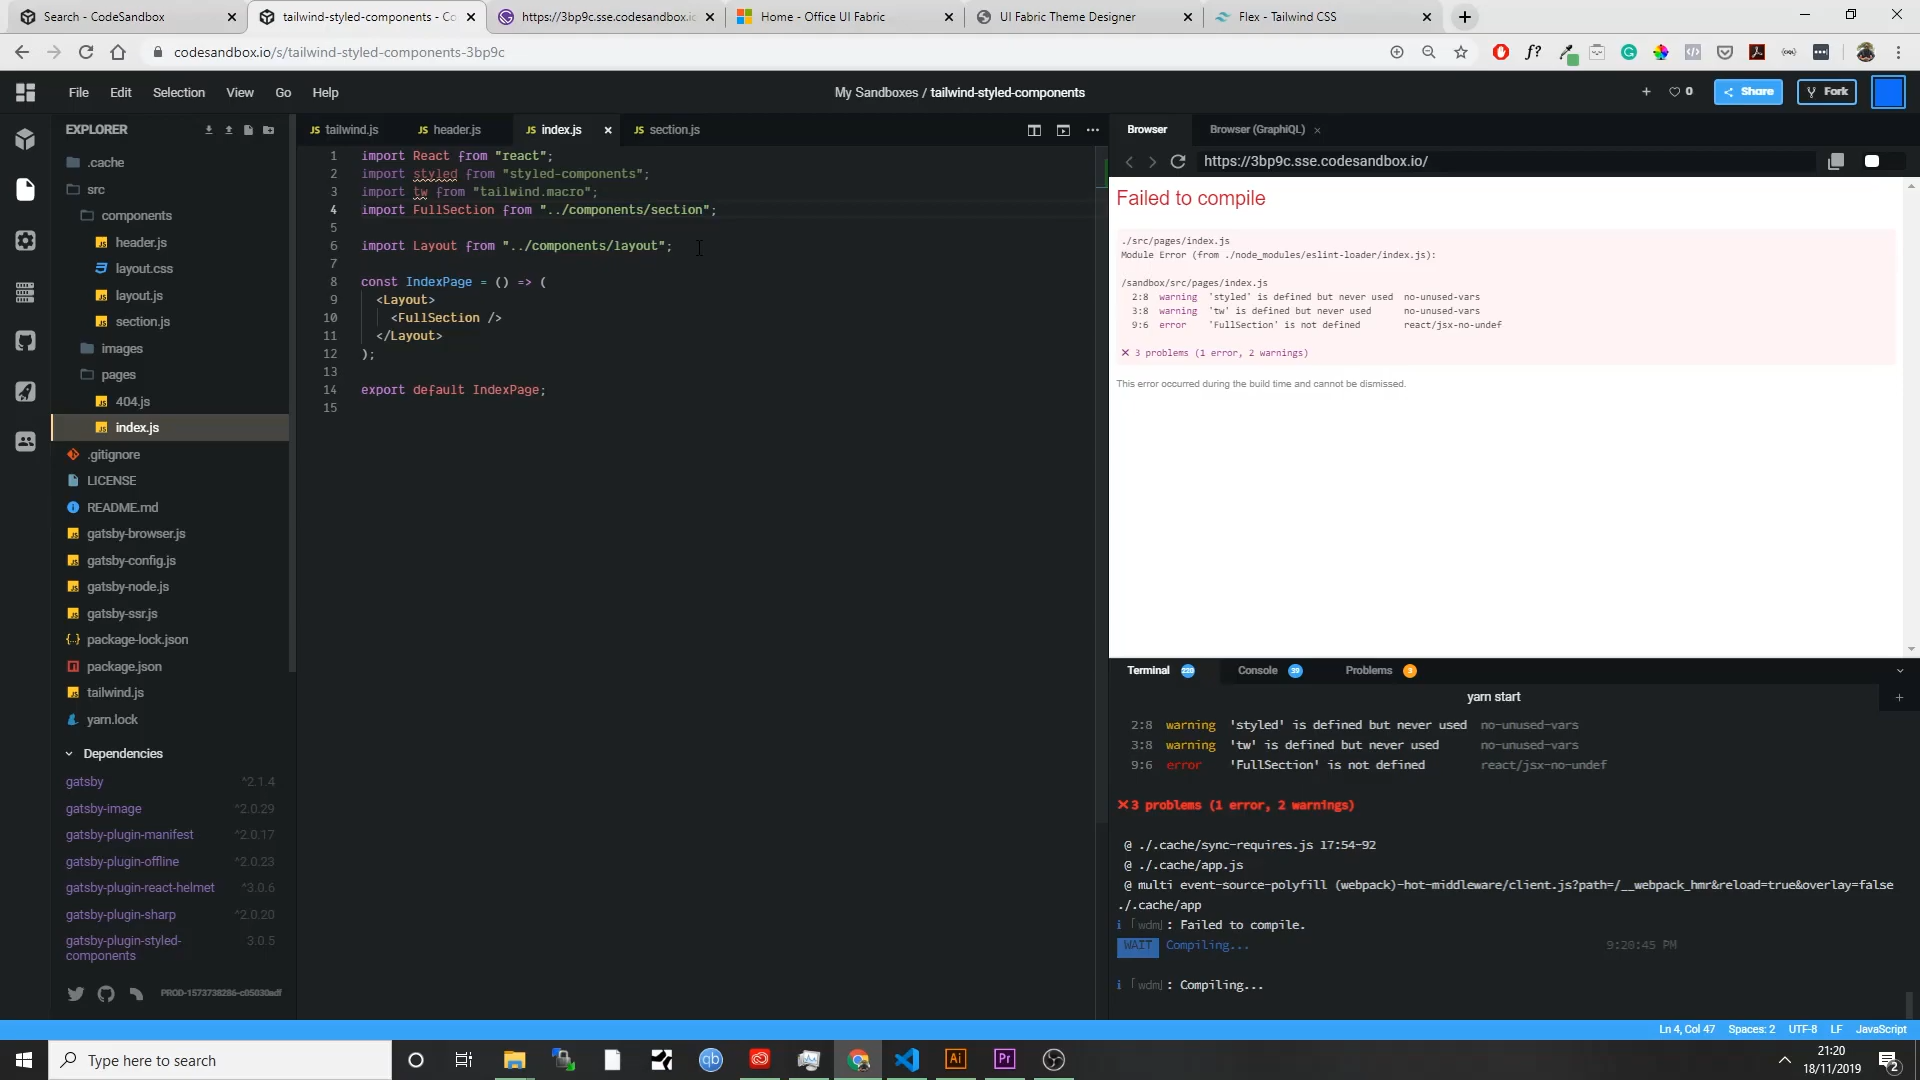 Search - CodeSandbox
tailwind-styled-components - Co
https://3bp9c.sse.codesandbox.io
Home - Office UI Fabric
UI Fabric Theme Designer
Flex - Tailwind CSS
codesandbox.io/s/tailwind-styled-components-3bp9c
File Edit Selection View Go Help
My Sandboxes / tailwind-styled-components
0
Share
Fork
EXPLORER
.cache
src
components
header.js
layout.css
layout.js
section.js
images
pages
404.js
index.js
.gitignore
LICENSE
README.md
gatsby-browser.js
gatsby-config.js
gatsby-node.js
gatsby-ssr.js
package-lock.json
package.json
tailwind.js
yarn.lock
Dependencies
gatsby ^2.1.4
gatsby-image ^2.0.29
gatsby-plugin-manifest ^2.0.17
gatsby-plugin-offline ^2.0.23
gatsby-plugin-react-helmet ^3.0.6
gatsby-plugin-sharp ^2.0.20
gatsby-plugin-styled- 3.0.5
components
PROD-1573738286-c05030adf
JS tailwind.js
JS header.js
JS index.js
JS section.js
1 import React from "react";
2 import styled from "styled-components";
3 import tw from "tailwind.macro";
4 import FullSection from "../components/section";
5
6 import Layout from "../components/layout";
7
8 const IndexPage = () => (
9 <Layout>
10 <FullSection />
11 </Layout>
12 );
13
14 export default IndexPage;
15
Browser
Browser (GraphiQL)
https://3bp9c.sse.codesandbox.io/
Failed to compile
./src/pages/index.js
Module Error (from ./node_modules/eslint-loader/index.js):
/sandbox/src/pages/index.js
2:8 warning 'styled' is defined but never used no-unused-vars
3:8 warning 'tw' is defined but never used no-unused-vars
9:6 error 'FullSection' is not defined react/jsx-no-undef
✕ 3 problems (1 error, 2 warnings)
This error occurred during the build time and cannot be dismissed.
Terminal 220
Console 39
Problems 3
yarn start
2:8 warning 'styled' is defined but never used no-unused-vars
3:8 warning 'tw' is defined but never used no-unused-vars
9:6 error 'FullSection' is not defined react/jsx-no-undef
✕3 problems (1 error, 2 warnings)
@ ./.cache/sync-requires.js 17:54-92
@ ./.cache/app.js
@ multi event-source-polyfill (webpack)-hot-middleware/client.js?path=/__webpack_hmr&reload=true&overlay=false
./.cache/app
ℹ ｢wdm｣: Failed to compile.
WAIT Compiling... 9:20:45 PM
ℹ ｢wdm｣: Compiling...
Ln 4, Col 47 Spaces: 2 UTF-8 LF JavaScript
Type here to search
21:20
18/11/2019
2